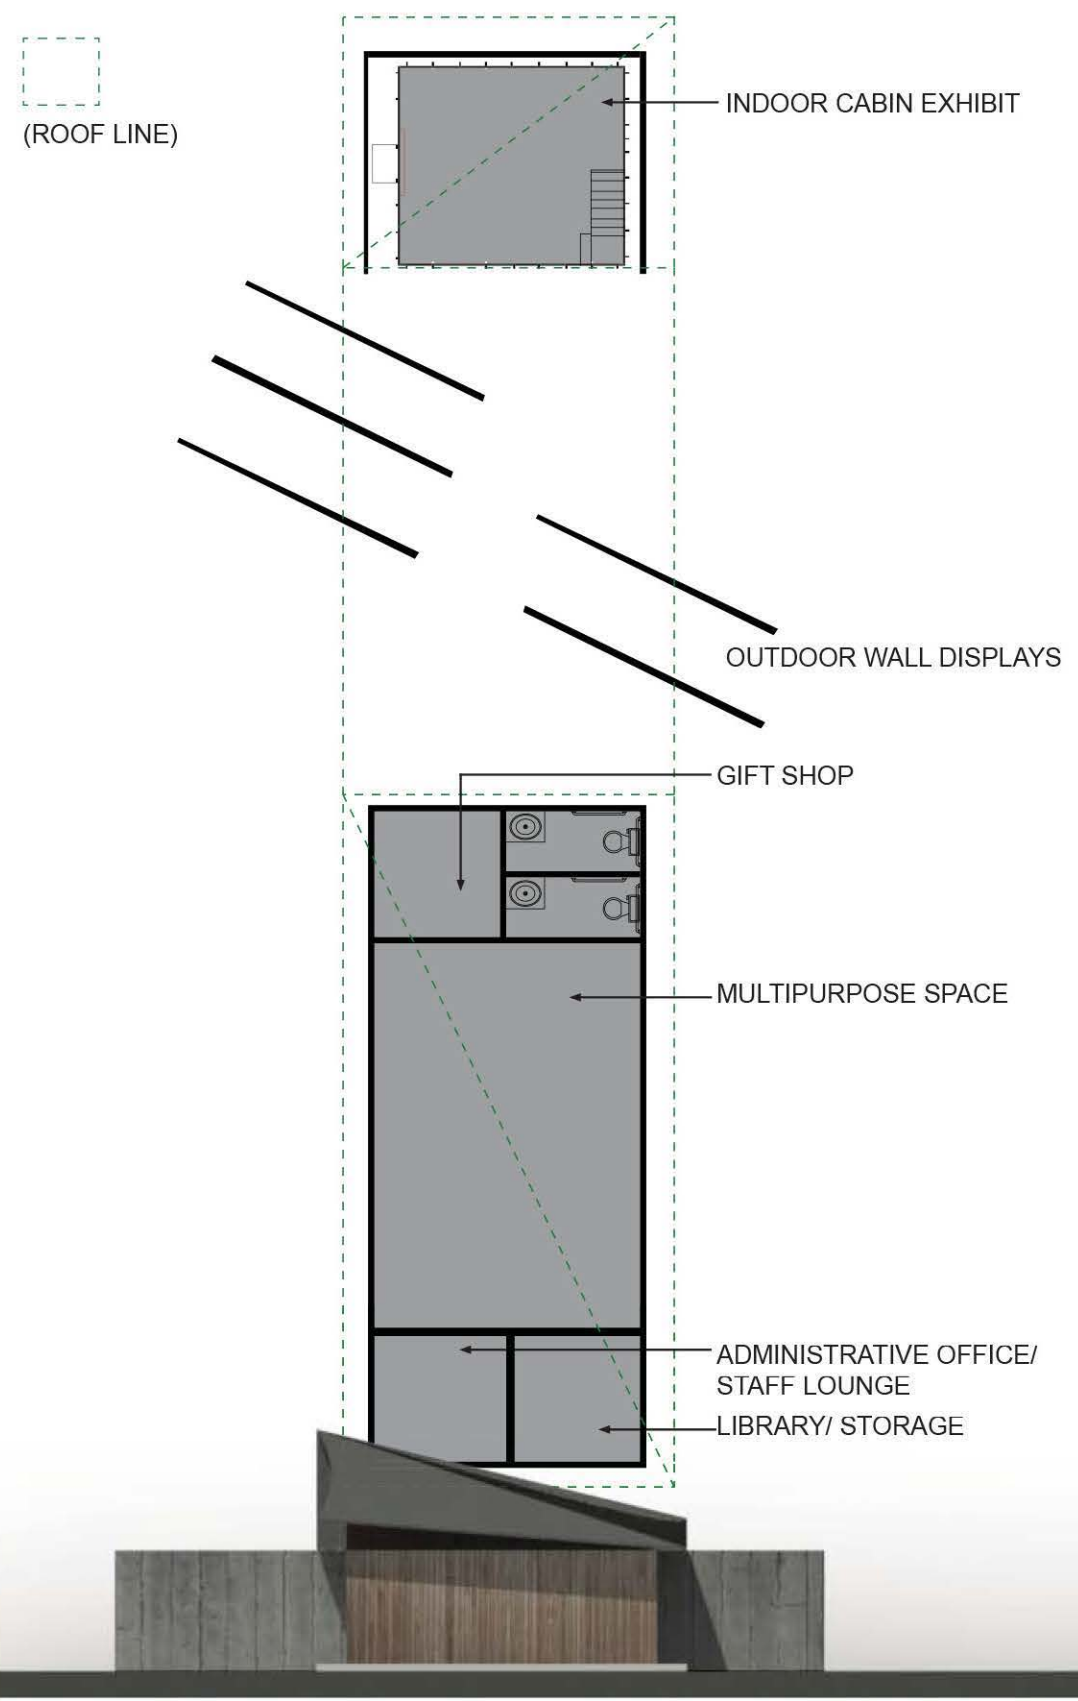 (ROOF LINE)
INDOOR CABIN EXHIBIT
OUTDOOR WALL DISPLAYS
GIFT SHOP
MULTIPURPOSE SPACE
ADMINISTRATIVE OFFICE/
STAFF LOUNGE
LIBRARY/ STORAGE